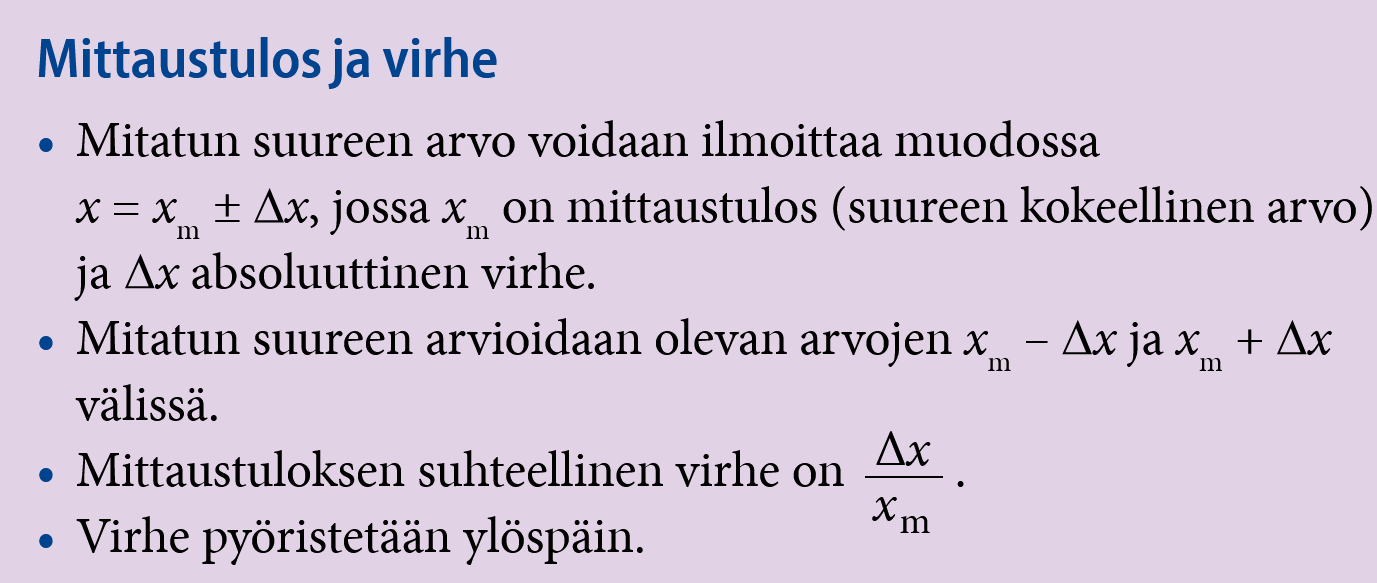 Mittaustulos ja virhe
• Mitatun suureen arvo voidaan ilmoittaa muodossa
x = xₘ ± Δx, jossa xₘ on mittaustulos (suureen kokeellinen arvo)
ja Δx absoluuttinen virhe.
• Mitatun suureen arvioidaan olevan arvojen xₘ – Δx ja xₘ + Δx
välissä.
• Mittaustuloksen suhteellinen virhe on Δx/xₘ.
• Virhe pyöristetään ylöspäin.